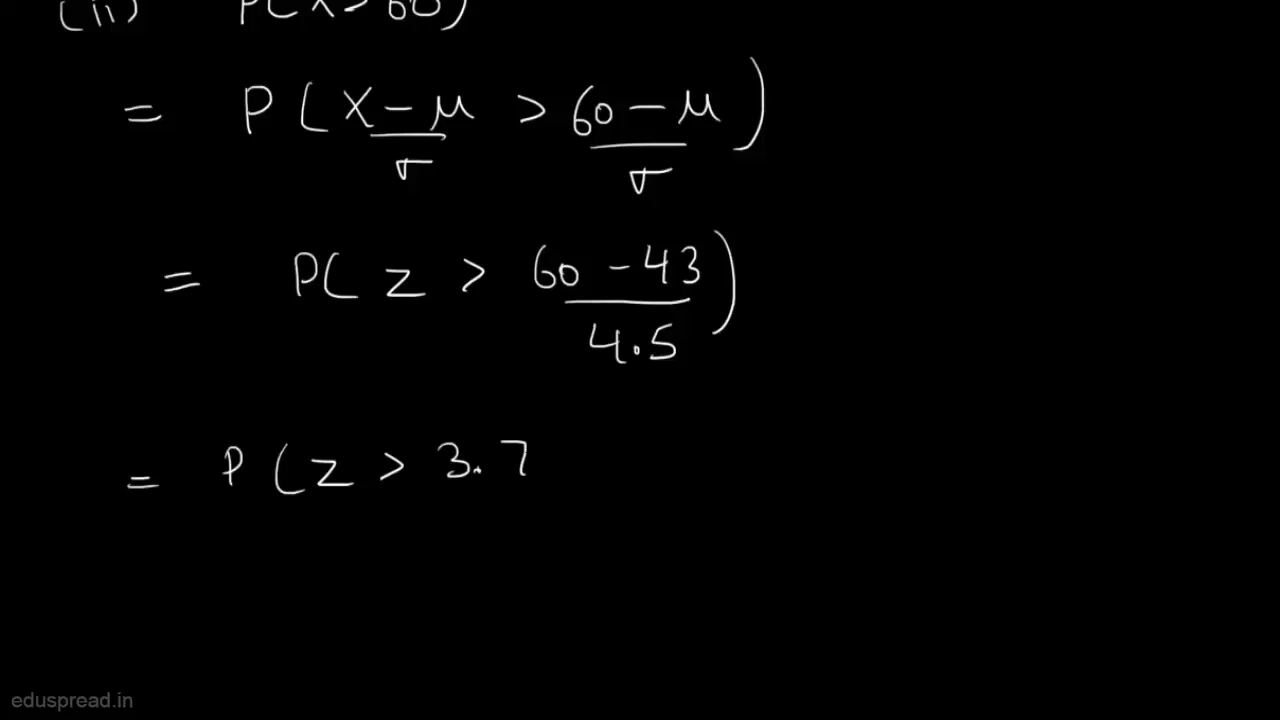 (ii) P(X > 60)
= P(X-μ/σ > 60-μ/σ)
= P(z > 60-43/4.5)
= P(z > 3.7
eduspread.in